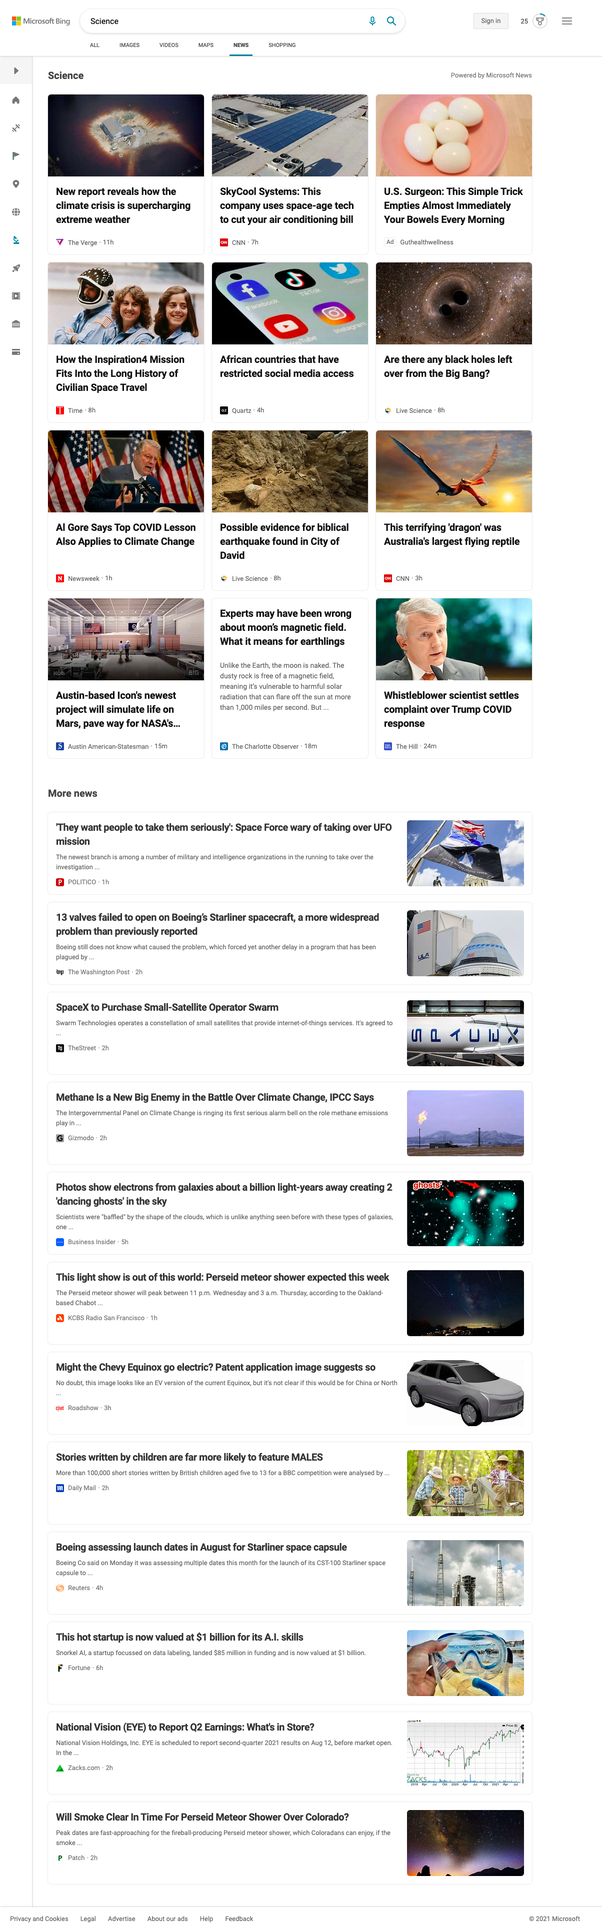 Microsoft Bing
Science
Sign in
25
ALL
IMAGES
VIDEOS
MAPS
NEWS
SHOPPING
Science
Powered by Microsoft News
New report reveals how the
climate crisis is supercharging
extreme weather
The Verge · 11h
SkyCool Systems: This
company uses space-age tech
to cut your air conditioning bill
CNN · 7h
U.S. Surgeon: This Simple Trick
Empties Almost Immediately
Your Bowels Every Morning
Ad Guthealthwellness
How the Inspiration4 Mission
Fits Into the Long History of
Civilian Space Travel
Time · 8h
Facebook
TikTok
Twitter
Instagram
African countries that have
restricted social media access
Quartz · 4h
Are there any black holes left
over from the Big Bang?
Live Science · 8h
Al Gore Says Top COVID Lesson
Also Applies to Climate Change
Newsweek · 1h
Possible evidence for biblical
earthquake found in City of
David
Live Science · 8h
This terrifying 'dragon' was
Australia's largest flying reptile
CNN · 3h
Austin-based Icon's newest
project will simulate life on
Mars, pave way for NASA's...
Austin American-Statesman · 15m
Experts may have been wrong
about moon's magnetic field.
What it means for earthlings
Unlike the Earth, the moon is naked. The
dusty rock is free of a magnetic field,
meaning it's vulnerable to harmful solar
radiation that can flare off the sun at more
than 1,000 miles per second. But ...
The Charlotte Observer · 18m
Whistleblower scientist settles
complaint over Trump COVID
response
The Hill · 24m
More news
'They want people to take them seriously': Space Force wary of taking over UFO
mission
The newest branch is among a number of military and intelligence organizations in the running to take over the
investigation ...
POLITICO · 1h
13 valves failed to open on Boeing's Starliner spacecraft, a more widespread
problem than previously reported
Boeing still does not know what caused the problem, which forced yet another delay in a program that has been
plagued by ...
The Washington Post · 2h
ULA
SpaceX to Purchase Small-Satellite Operator Swarm
Swarm Technologies operates a constellation of small satellites that provide internet-of-things services. It's agreed to
...
TheStreet · 2h
SPACEX
Methane Is a New Big Enemy in the Battle Over Climate Change, IPCC Says
The Intergovernmental Panel on Climate Change is ringing its first serious alarm bell on the role methane emissions
play in ...
Gizmodo · 2h
Photos show electrons from galaxies about a billion light-years away creating 2
'dancing ghosts' in the sky
Scientists were "baffled" by the shape of the clouds, which is unlike anything seen before with these types of galaxies,
one ...
Business Insider · 5h
ghosts'
This light show is out of this world: Perseid meteor shower expected this week
The Perseid meteor shower will peak between 11 p.m. Wednesday and 3 a.m. Thursday, according to the Oakland-
based Chabot ...
KCBS Radio San Francisco · 1h
Might the Chevy Equinox go electric? Patent application image suggests so
No doubt, this image looks like an EV version of the current Equinox, but it's not clear if this would be for China or North
...
Roadshow · 3h
Stories written by children are far more likely to feature MALES
More than 100,000 short stories written by British children aged five to 13 for a BBC competition were analysed by ...
Daily Mail · 2h
Boeing assessing launch dates in August for Starliner space capsule
Boeing Co said on Monday it was assessing multiple dates this month for the launch of its CST-100 Starliner space
capsule to ...
Reuters · 4h
This hot startup is now valued at $1 billion for its A.I. skills
Snorkel AI, a startup focussed on data labeling, landed $85 million in funding and is now valued at $1 billion.
Fortune · 6h
National Vision (EYE) to Report Q2 Earnings: What's in Store?
National Vision Holdings, Inc. EYE is scheduled to report second-quarter 2021 results on Aug 12, before market open.
In the ...
Zacks.com · 2h
ZACKS
Will Smoke Clear In Time For Perseid Meteor Shower Over Colorado?
Peak dates are fast-approaching for the fireball-producing Perseid meteor shower, which Coloradans can enjoy, if the
smoke ...
Patch · 2h
Privacy and Cookies
Legal
Advertise
About our ads
Help
Feedback
© 2021 Microsoft